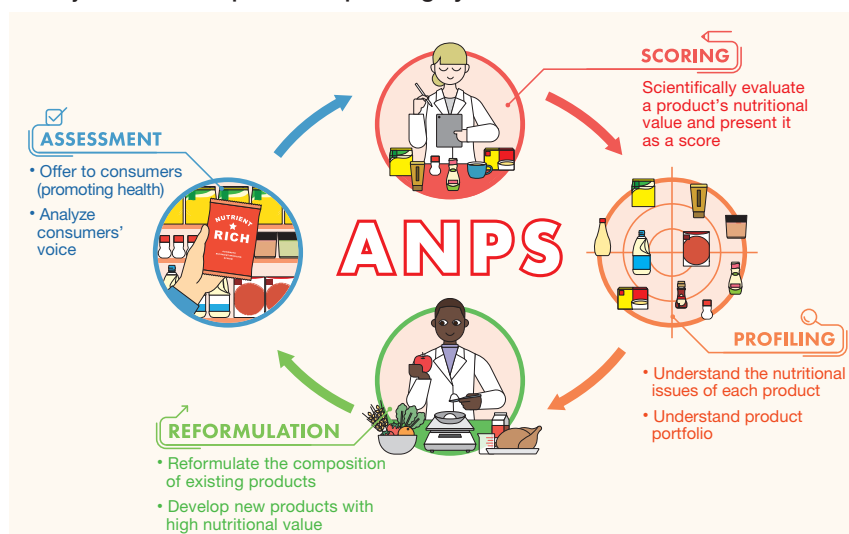 SCORING
Scientifically evaluate
a product's nutritional
value and present it
as a score
ASSESSMENT
• Offer to consumers
(promoting health)
• Analyze
consumers'
voice
NUTRIENT
RICH
ANPS
PROFILING
• Understand the nutritional
issues of each product
• Understand product
portfolio
REFORMULATION
• Reformulate the composition
of existing products
• Develop new products with
high nutritional value